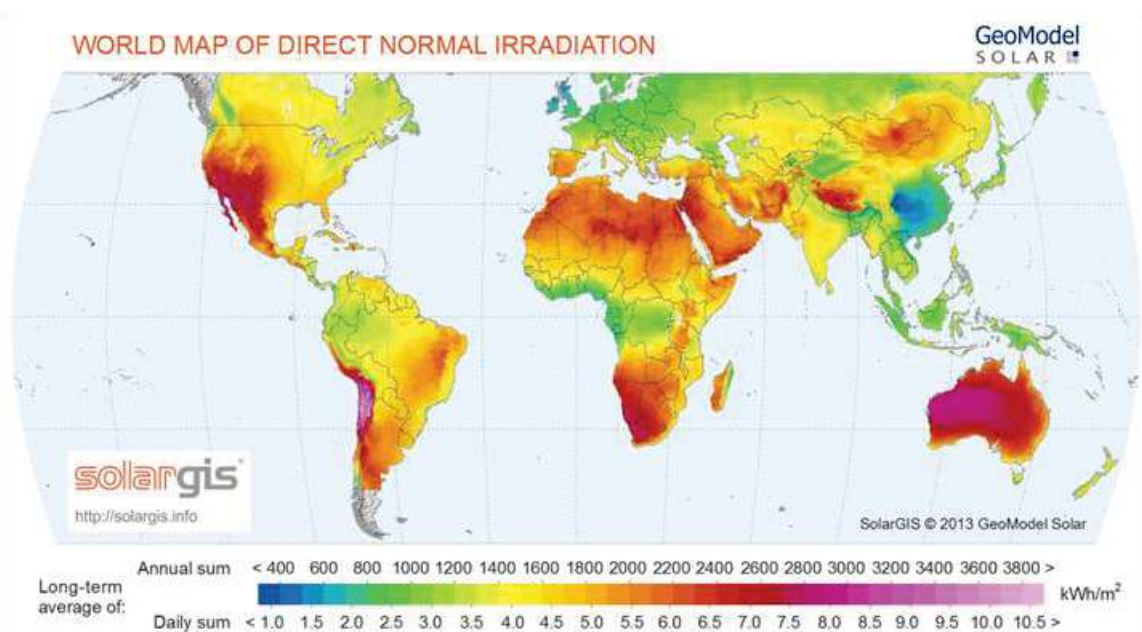 WORLD MAP OF DIRECT NORMAL IRRADIATION
GeoModel
SOLAR
solargis
http://solargis.info
SolarGIS © 2013 GeoModel Solar
Annual sum < 400 600 800 1000 1200 1400 1600 1800 2000 2200 2400 2600 2800 3000 3200 3400 3600 3800 >
Long-term
average of:
kWh/m²
Daily sum < 1.0 1.5 2.0 2.5 3.0 3.5 4.0 4.5 5.0 5.5 6.0 6.5 7.0 7.5 8.0 8.5 9.0 9.5 10.0 10.5 >